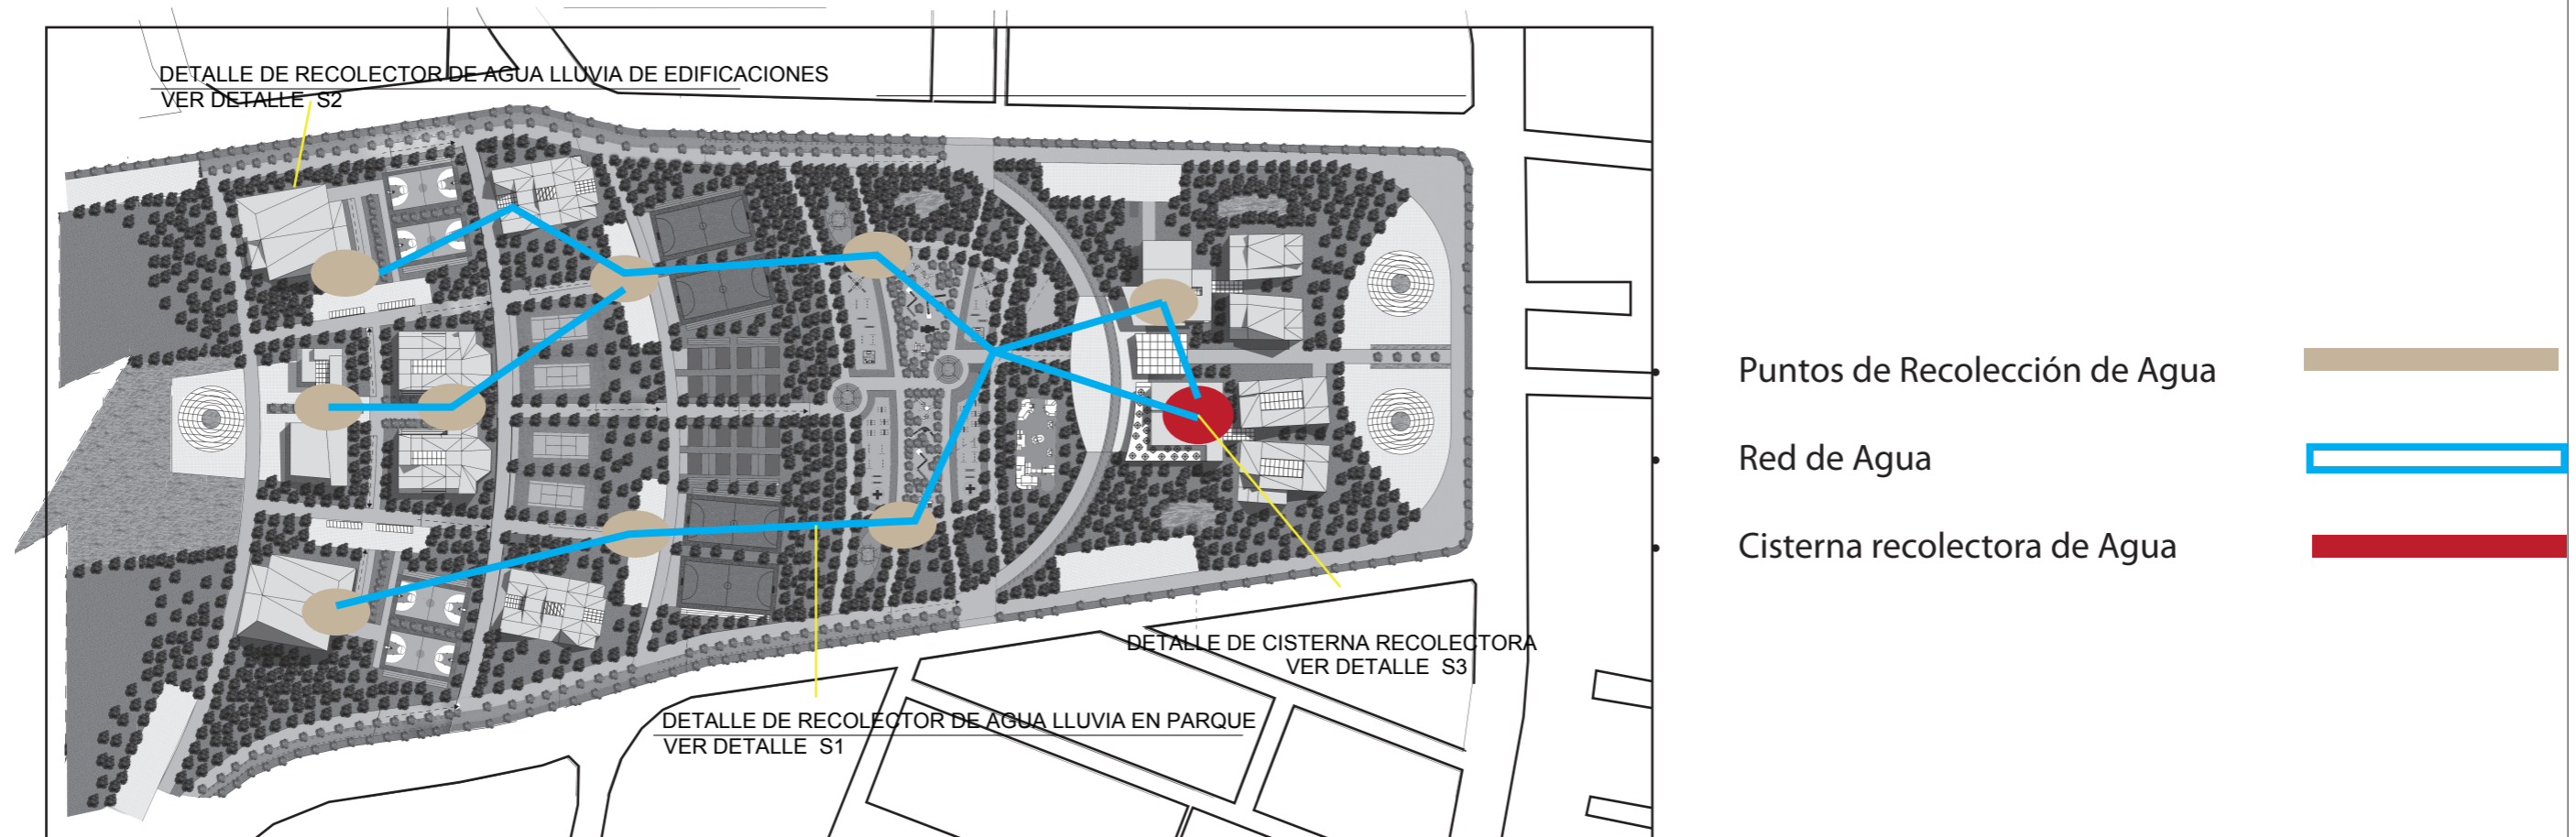 DETALLE DE RECOLECTOR DE AGUA LLUVIA DE EDIFICACIONES
VER DETALLE S2
Puntos de Recolección de Agua
Red de Agua
Cisterna recolectora de Agua
DETALLE DE CISTERNA RECOLECTORA
VER DETALLE S3
DETALLE DE RECOLECTOR DE AGUA LLUVIA EN PARQUE
VER DETALLE S1